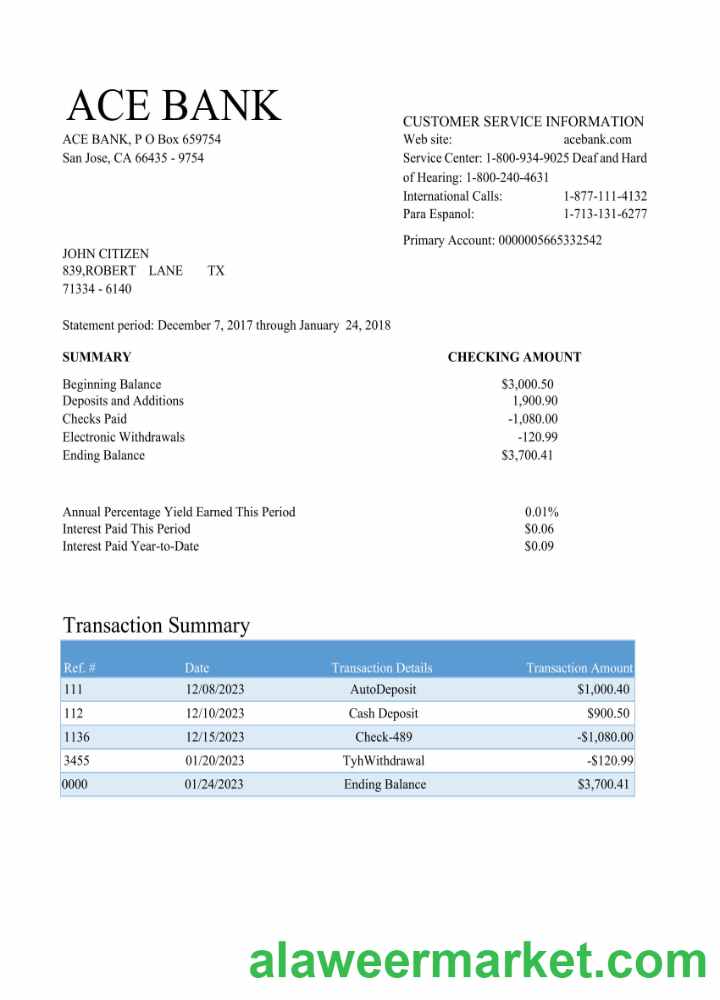 ACE BANK
ACE BANK, P O Box 659754
San Jose, CA 66435 - 9754
CUSTOMER SERVICE INFORMATION
Web site: acebank.com
Service Center: 1-800-934-9025 Deaf and Hard
of Hearing: 1-800-240-4631
International Calls: 1-877-111-4132
Para Espanol: 1-713-131-6277
Primary Account: 0000005665332542
JOHN CITIZEN
839,ROBERT LANE TX
71334 - 6140
Statement period: December 7, 2017 through January 24, 2018
SUMMARY CHECKING AMOUNT
Beginning Balance $3,000.50
Deposits and Additions 1,900.90
Checks Paid -1,080.00
Electronic Withdrawals -120.99
Ending Balance $3,700.41
Annual Percentage Yield Earned This Period 0.01%
Interest Paid This Period $0.06
Interest Paid Year-to-Date $0.09
Transaction Summary
Ref. # Date Transaction Details Transaction Amount
111 12/08/2023 AutoDeposit $1,000.40
112 12/10/2023 Cash Deposit $900.50
1136 12/15/2023 Check-489 -$1,080.00
3455 01/20/2023 TyhWithdrawal -$120.99
0000 01/24/2023 Ending Balance $3,700.41
alaweermarket.com